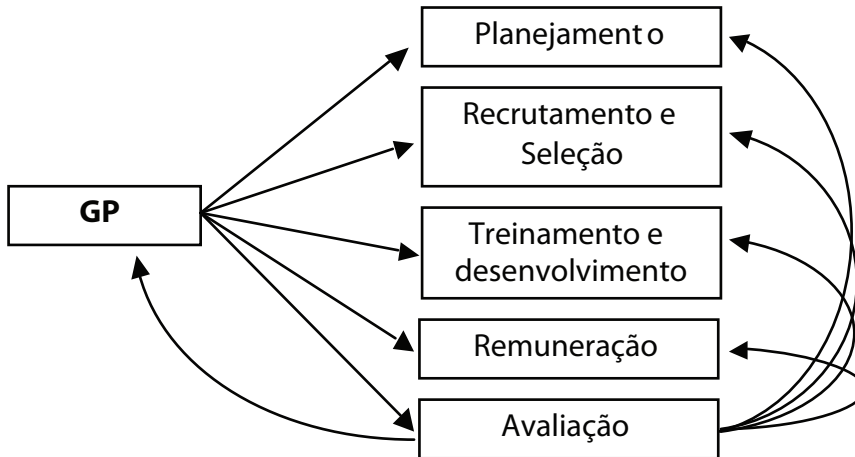 Planejamento
Recrutamento e
Seleção
GP
Treinamento e
desenvolvimento
Remuneração
Avaliação